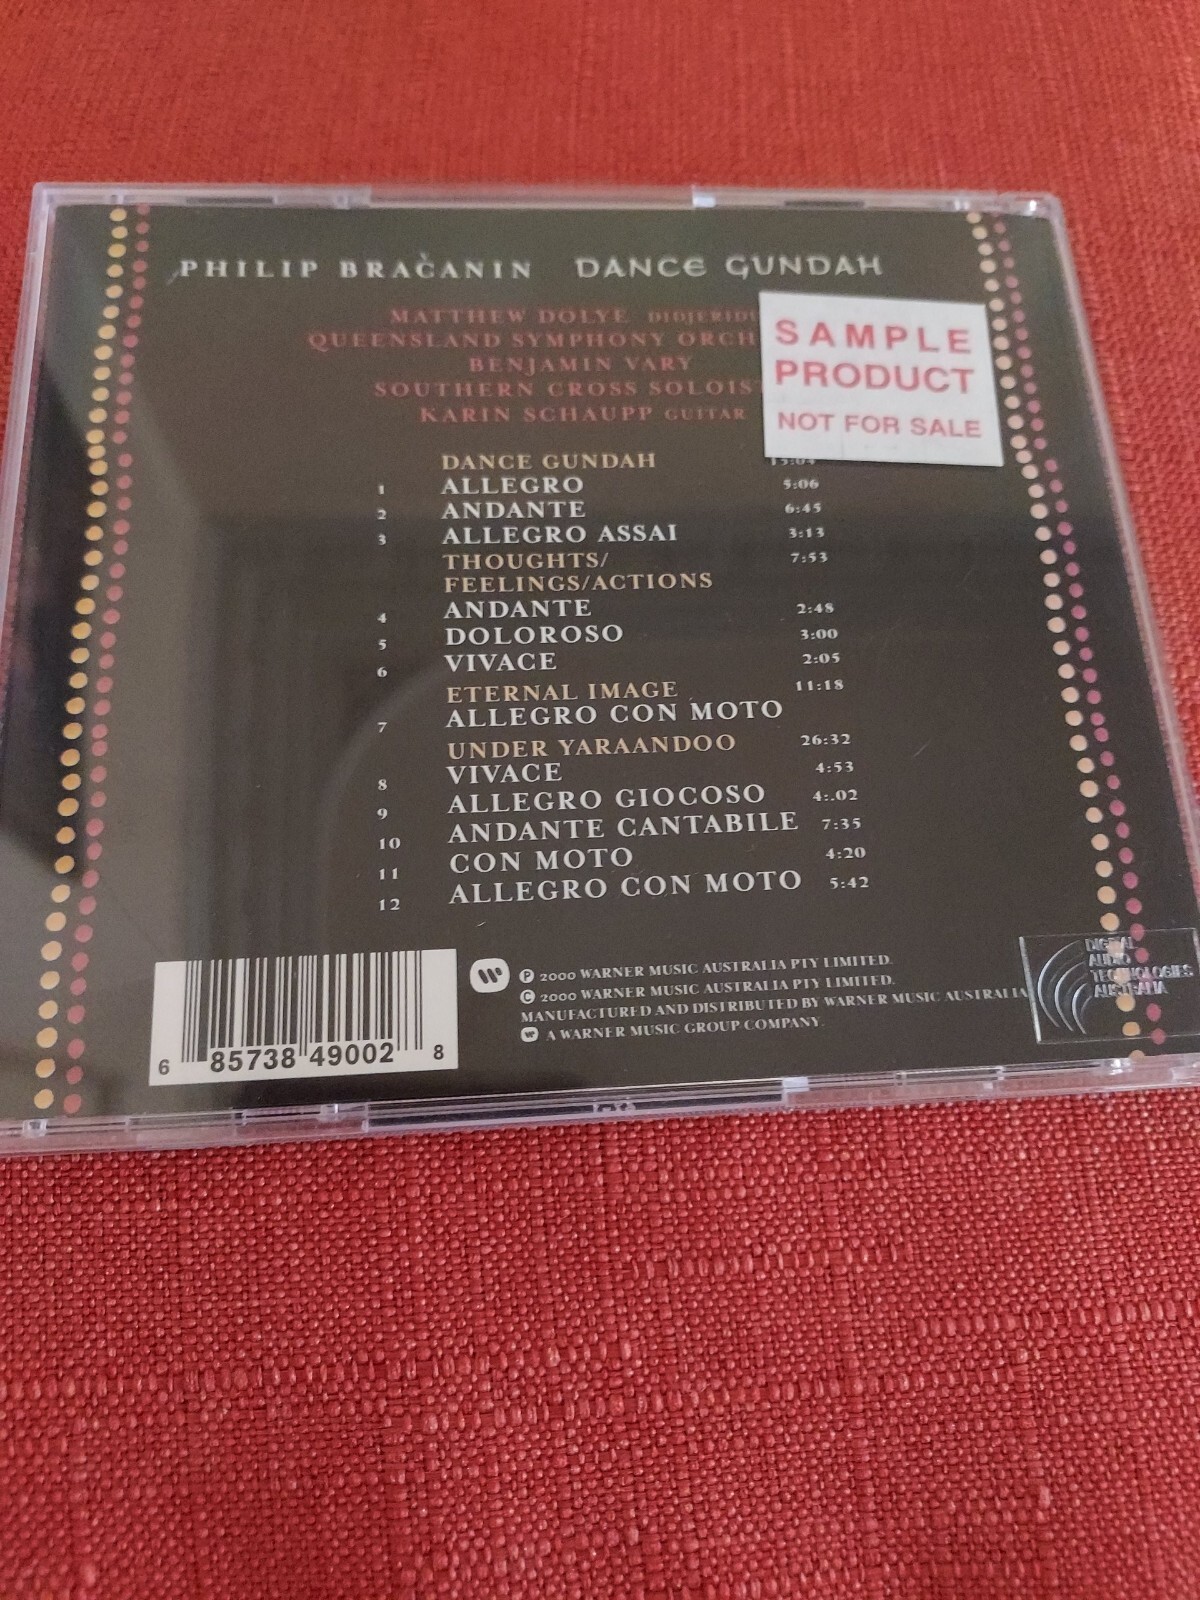 PHILIP BRAČANIN DANCE GUNDAH
MATTHEW DOLYE DIDJERIDU
QUEENSLAND SYMPHONY ORCH
BENJAMIN VARY
SOUTHERN CROSS SOLOIST
KARIN SCHAUPP GUITAR
SAMPLE
PRODUCT
NOT FOR SALE
DANCE GUNDAH
1 ALLEGRO 5:06
2 ANDANTE 6:45
3 ALLEGRO ASSAI 3:13
THOUGHTS/ 7:53
FEELINGS/ACTIONS
4 ANDANTE 2:48
5 DOLOROSO 3:00
6 VIVACE 2:05
ETERNAL IMAGE 11:18
7 ALLEGRO CON MOTO
UNDER YARAANDOO 26:32
8 VIVACE 4:53
9 ALLEGRO GIOCOSO 4:.02
10 ANDANTE CANTABILE 7:35
11 CON MOTO 4:20
12 ALLEGRO CON MOTO 5:42
6 85738 49002 8
℗ 2000 WARNER MUSIC AUSTRALIA PTY LIMITED.
© 2000 WARNER MUSIC AUSTRALIA PTY LIMITED.
MANUFACTURED AND DISTRIBUTED BY WARNER MUSIC AUSTRALIA
A WARNER MUSIC GROUP COMPANY.
DIGITAL
AUDIO
TECHNOLOGIES
AUSTRALIA